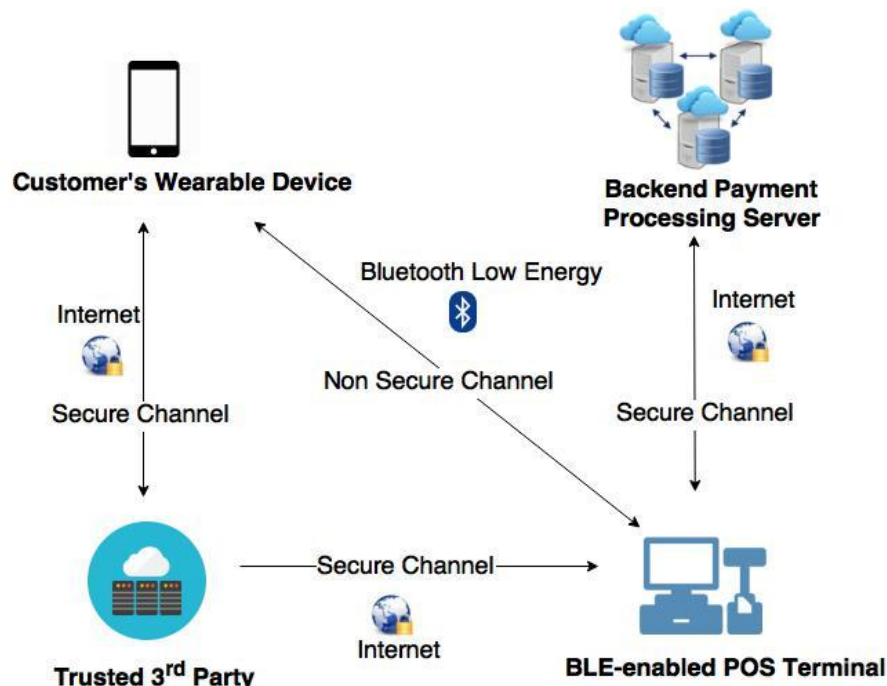 Customer's Wearable Device
Backend Payment
Processing Server
Bluetooth Low Energy
Internet
Internet
Non Secure Channel
Secure Channel
Secure Channel
Secure Channel
Internet
Trusted 3rd Party
BLE-enabled POS Terminal